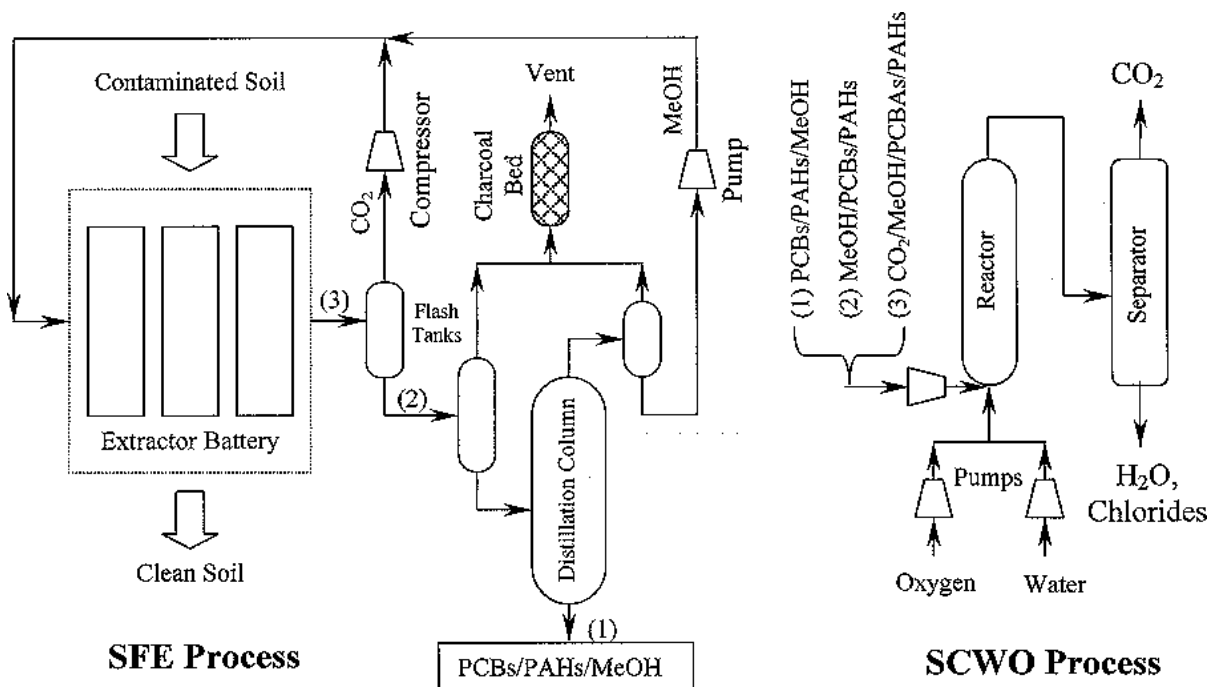 Contaminated Soil
Extractor Battery
Clean Soil
SFE Process
(3)
CO₂
Compressor
Flash
Tanks
(2)
Vent
Charcoal
Bed
MeOH
Pump
Distillation Column
(1)
PCBs/PAHs/MeOH
(1) PCBs/PAHs/MeOH
(2) MeOH/PCBs/PAHs
(3) CO₂/MeOH/PCBAs/PAHs
Reactor
CO₂
Separator
Pumps
H₂O,
Chlorides
Oxygen
Water
SCWO Process